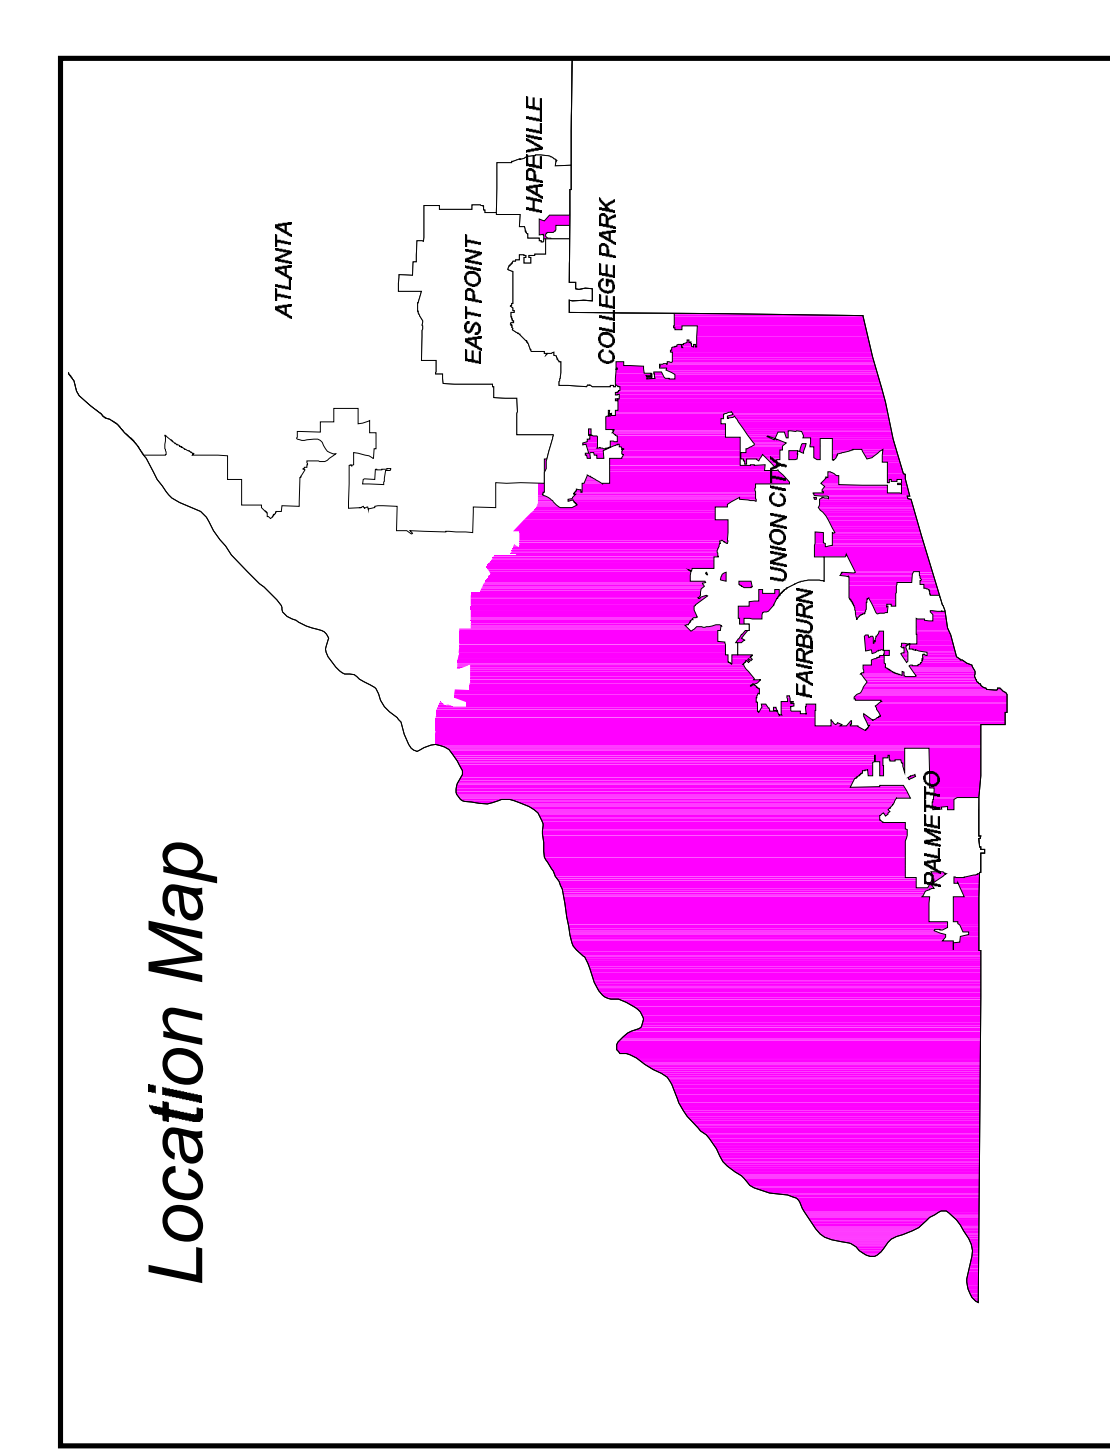 Location Map
ATLANTA
EAST POINT
HAPEVILLE
COLLEGE PARK
UNION CITY
FAIRBURN
PALMETTO